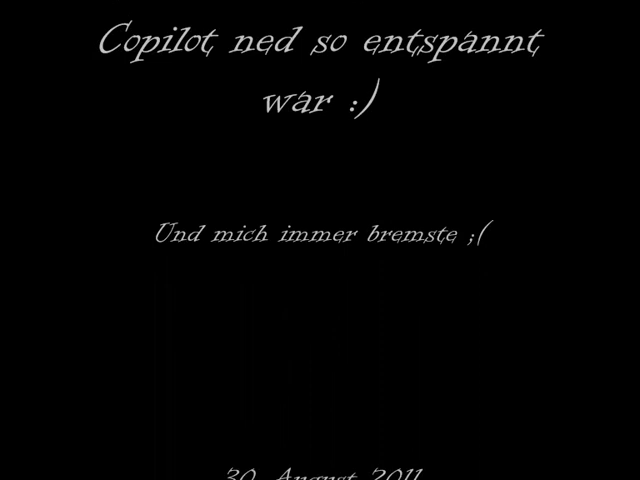 Copilot ned so entspannt
war :)
Und mich immer bremste ;(
30. August 2011